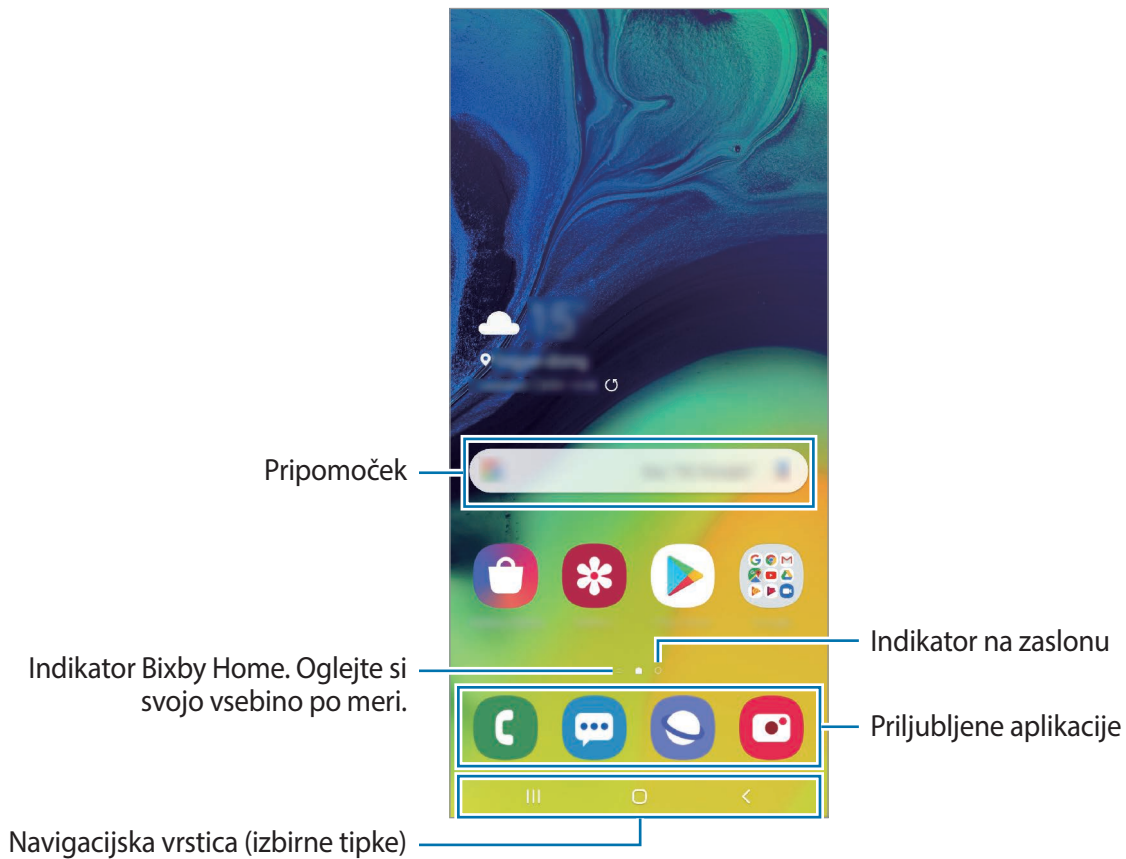 Pripomoček
Indikator na zaslonu
Indikator Bixby Home. Oglejte si
svojo vsebino po meri.
Priljubljene aplikacije
Navigacijska vrstica (izbirne tipke)